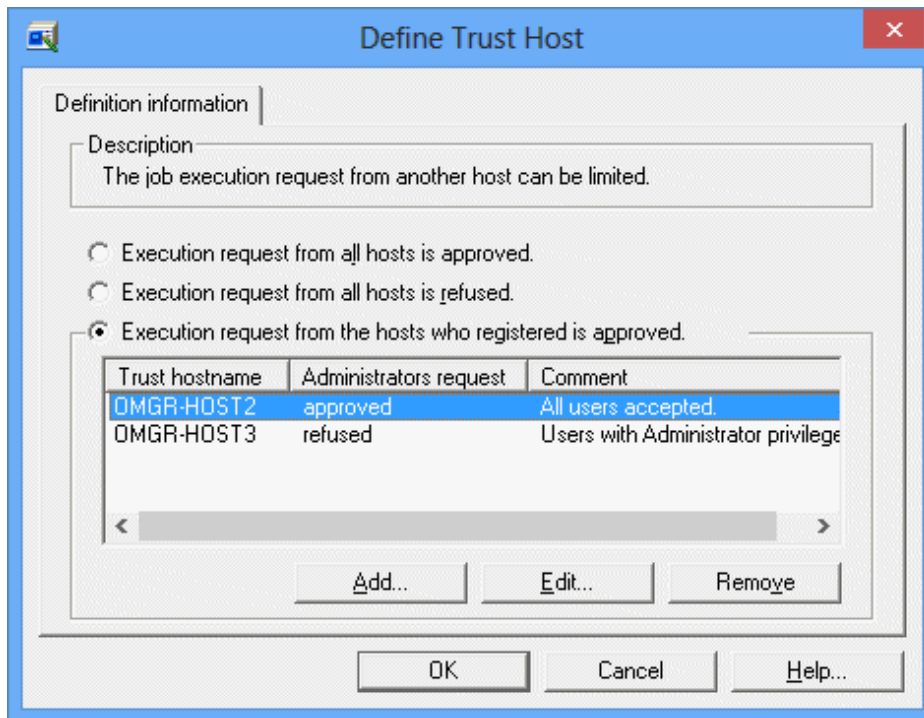 Define Trust Host
Definition information
Description
The job execution request from another host can be limited.
Execution request from all hosts is approved.
Execution request from all hosts is refused.
Execution request from the hosts who registered is approved.
Trust hostname Administrators request Comment
OMGR-HOST2 approved All users accepted.
OMGR-HOST3 refused Users with Administrator privilege
Add... Edit... Remove
OK Cancel Help...